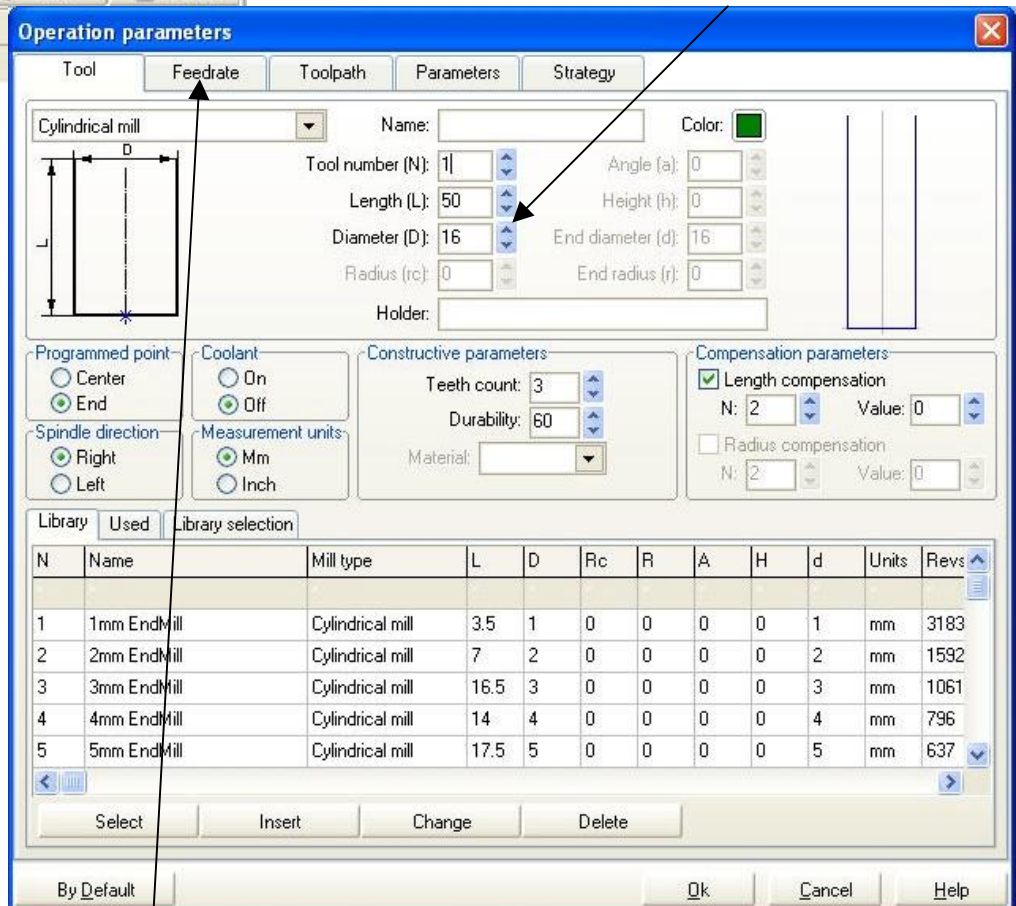 Operation parameters
Tool Feedrate Toolpath Parameters Strategy
Cylindrical mill Name: Color:
D
L
Tool number (N): 1 Angle (a): 0
Length (L): 50 Height (h): 0
Diameter (D): 16 End diameter (d): 16
Radius (rc): 0 End radius (r): 0
Holder:
Programmed point Coolant Constructive parameters Compensation parameters
Center On Teeth count: 3 Length compensation
End Off Durability: 60 N: 2 Value: 0
Spindle direction Measurement units Material: Radius compensation
Right Mm N: 2 Value: 0
Left Inch
Library Used Library selection
N Name Mill type L D Rc R A H d Units Revs
1 1mm EndMill Cylindrical mill 3.5 1 0 0 0 0 1 mm 3183
2 2mm EndMill Cylindrical mill 7 2 0 0 0 0 2 mm 1592
3 3mm EndMill Cylindrical mill 16.5 3 0 0 0 0 3 mm 1061
4 4mm EndMill Cylindrical mill 14 4 0 0 0 0 4 mm 796
5 5mm EndMill Cylindrical mill 17.5 5 0 0 0 0 5 mm 637
Select Insert Change Delete
By Default Ok Cancel Help